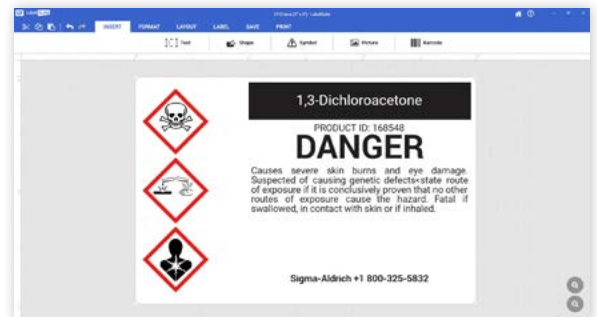 INSERT FORMAT LAYOUT LABEL SAVE PRINT
Text Shape Symbol Picture Barcode
1,3-Dichloroacetone
PRODUCT ID: 168548
DANGER
Causes severe skin burns and eye damage.
Suspected of causing genetic defects<state route
of exposure if it is conclusively proven that no other
routes of exposure cause the hazard. Fatal if
swallowed, in contact with skin or if inhaled.
Sigma-Aldrich +1 800-325-5832